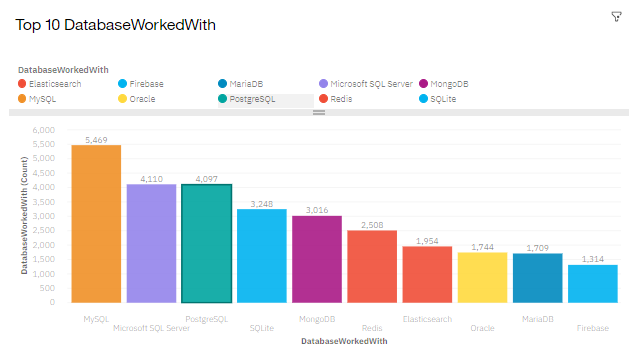 Top 10 DatabaseWorkedWith
DatabaseWorkedWith
Elasticsearch Firebase MariaDB Microsoft SQL Server MongoDB
MySQL Oracle PostgreSQL Redis SQLite
DatabaseWorkedWith (Count)
6,000
5,500
5,000
4,500
4,000
3,500
3,000
2,500
2,000
1,500
1,000
500
0
5,469
4,110
4,097
3,248
3,016
2,508
1,954
1,744
1,709
1,314
MySQL PostgreSQL MongoDB Elasticsearch MariaDB
Microsoft SQL Server SQLite Redis Oracle Firebase
DatabaseWorkedWith